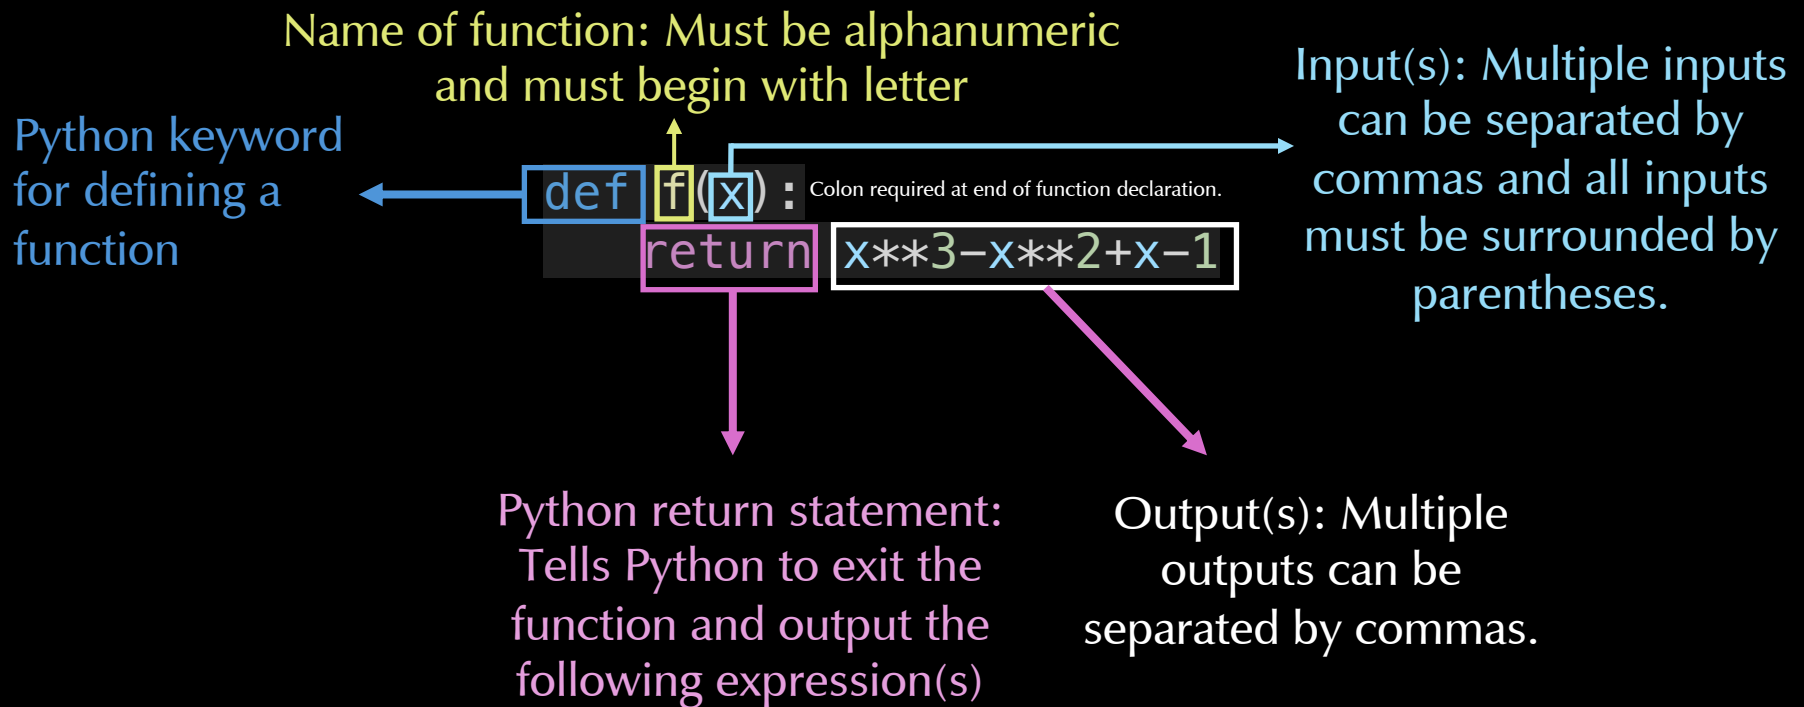 Name of function: Must be alphanumeric
and must begin with letter
Input(s): Multiple inputs
can be separated by
commas and all inputs
must be surrounded by
parentheses.
Python keyword
for defining a
function
def f(x): Colon required at end of function declaration.
return x**3−x**2+x−1
Python return statement:
Tells Python to exit the
function and output the
following expression(s)
Output(s): Multiple
outputs can be
separated by commas.